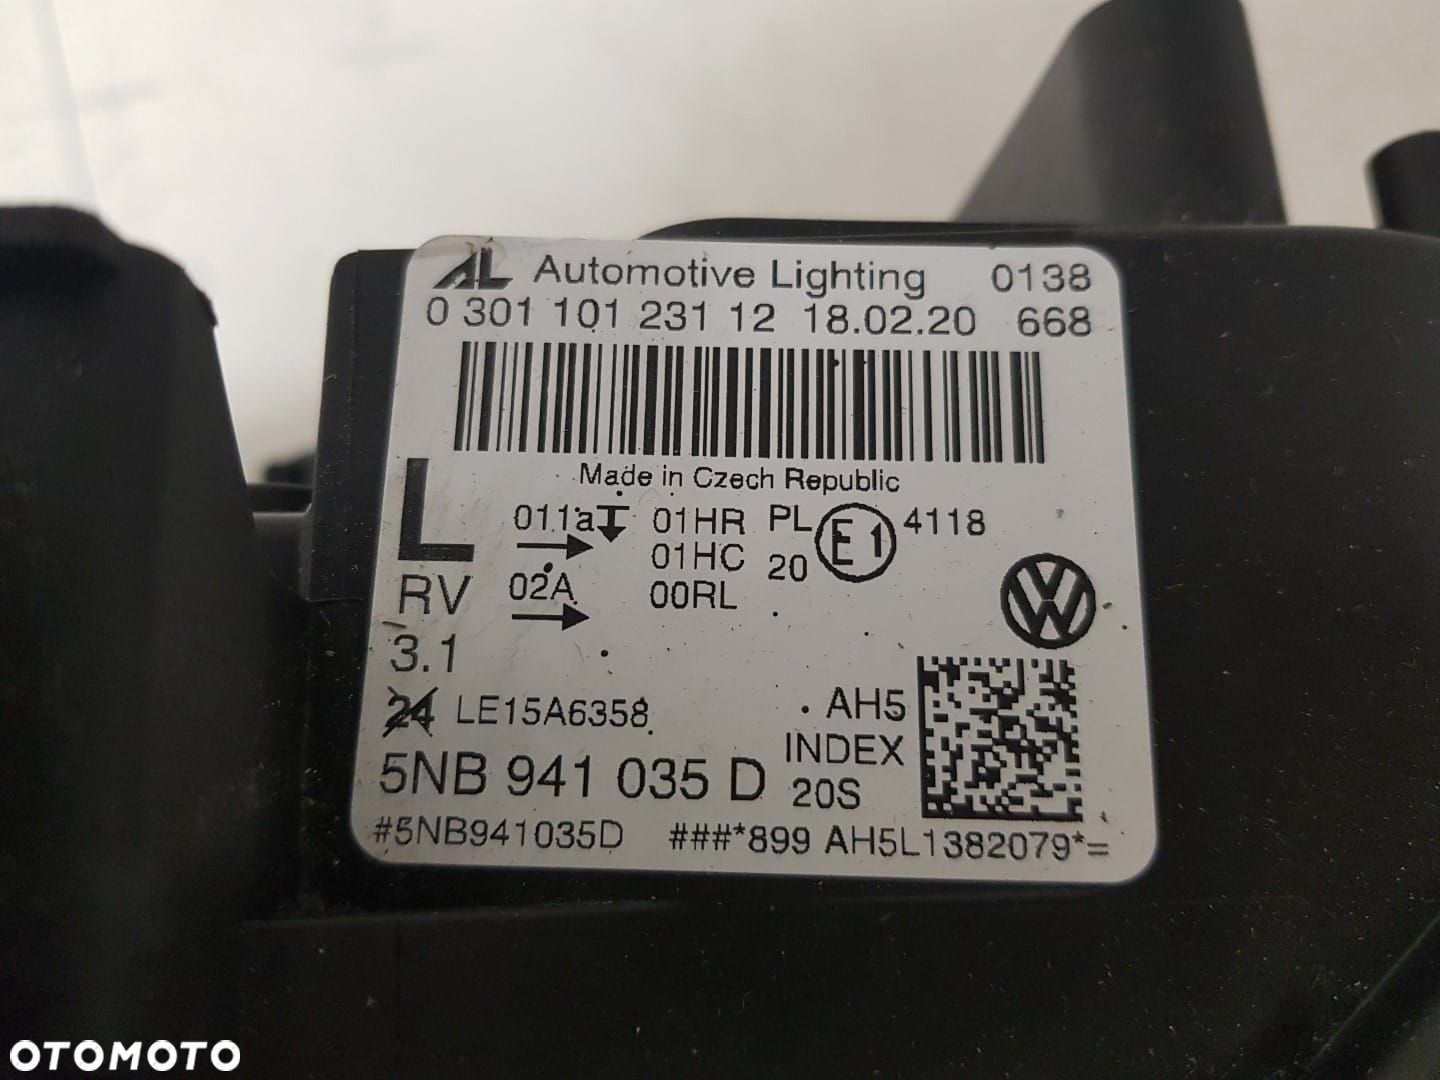 AL Automotive Lighting 0138
0 301 101 231 12 18.02.20 668
Made in Czech Republic
L 011a 01HR PL E1 4118
01HC 20
RV 02A 00RL
3.1
24 LE15A6358 AH5
INDEX
5NB 941 035 D 20S
#5NB941035D ###*899 AH5L1382079*=
OTOMOTO